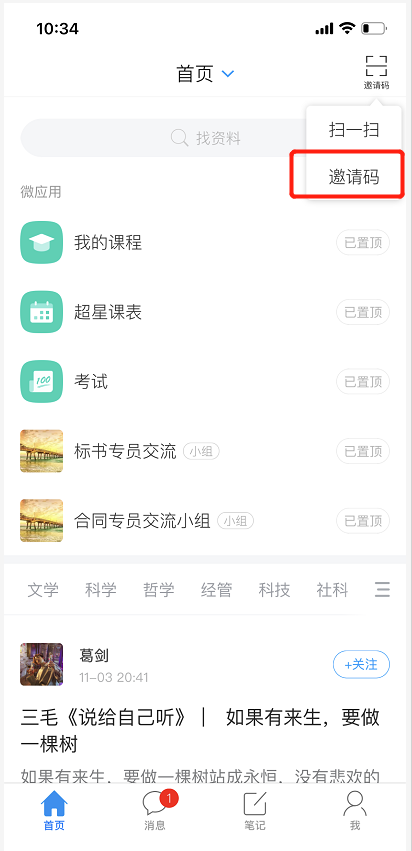 10:34
首页
邀请码
扫一扫
邀请码
找资料
微应用
我的课程 已置顶
超星课表 已置顶
100
考试 已置顶
标书专员交流 小组 已置顶
合同专员交流小组 小组 已置顶
文学 科学 哲学 经管 科技 社科
葛剑
11-03 20:41
+关注
三毛《说给自己听》｜ 如果有来生，要做
一棵树
如果有来生，要做一棵树站成永恒，没有悲欢的
1
首页 消息 笔记 我